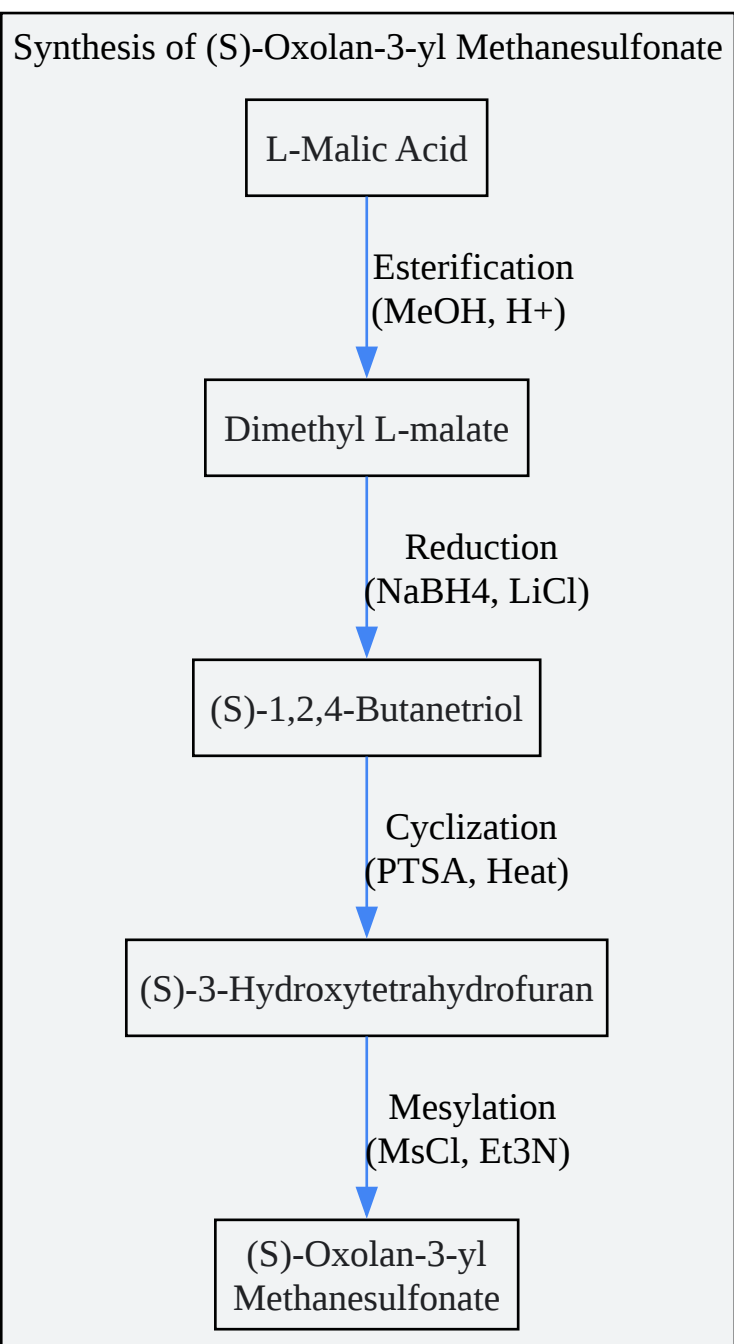 Synthesis of (S)-Oxolan-3-yl Methanesulfonate
L-Malic Acid
Esterification
(MeOH, H+)
Dimethyl L-malate
Reduction
(NaBH4, LiCl)
(S)-1,2,4-Butanetriol
Cyclization
(PTSA, Heat)
(S)-3-Hydroxytetrahydrofuran
Mesylation
(MsCl, Et3N)
(S)-Oxolan-3-yl
Methanesulfonate